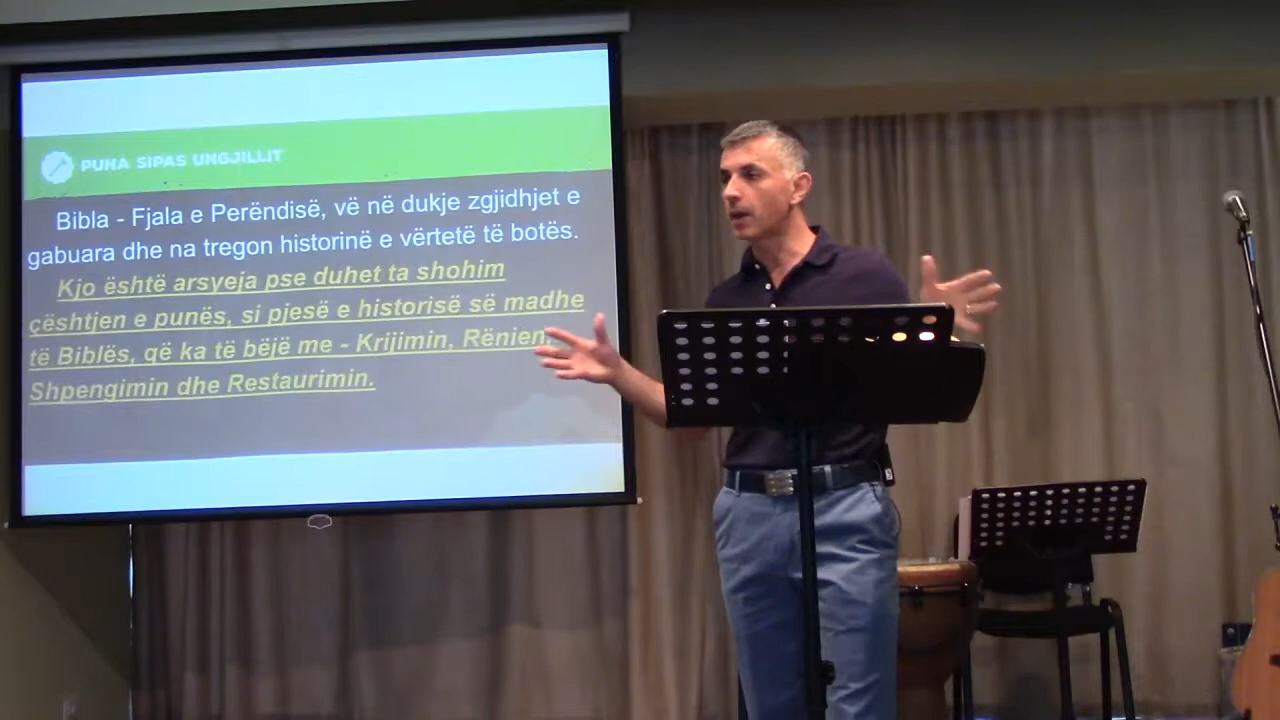 PUNA SIPAS UNGJILLIT
Bibla - Fjala e Perëndisë, vë në dukje zgjidhjet e
gabuara dhe na tregon historinë e vërtetë të botës.
Kjo është arsyeja pse duhet ta shohim
çështjen e punës, si pjesë e historisë së madhe
të Biblës, që ka të bëjë me - Krijimin, Rënien,
Shpengimin dhe Restaurimin.